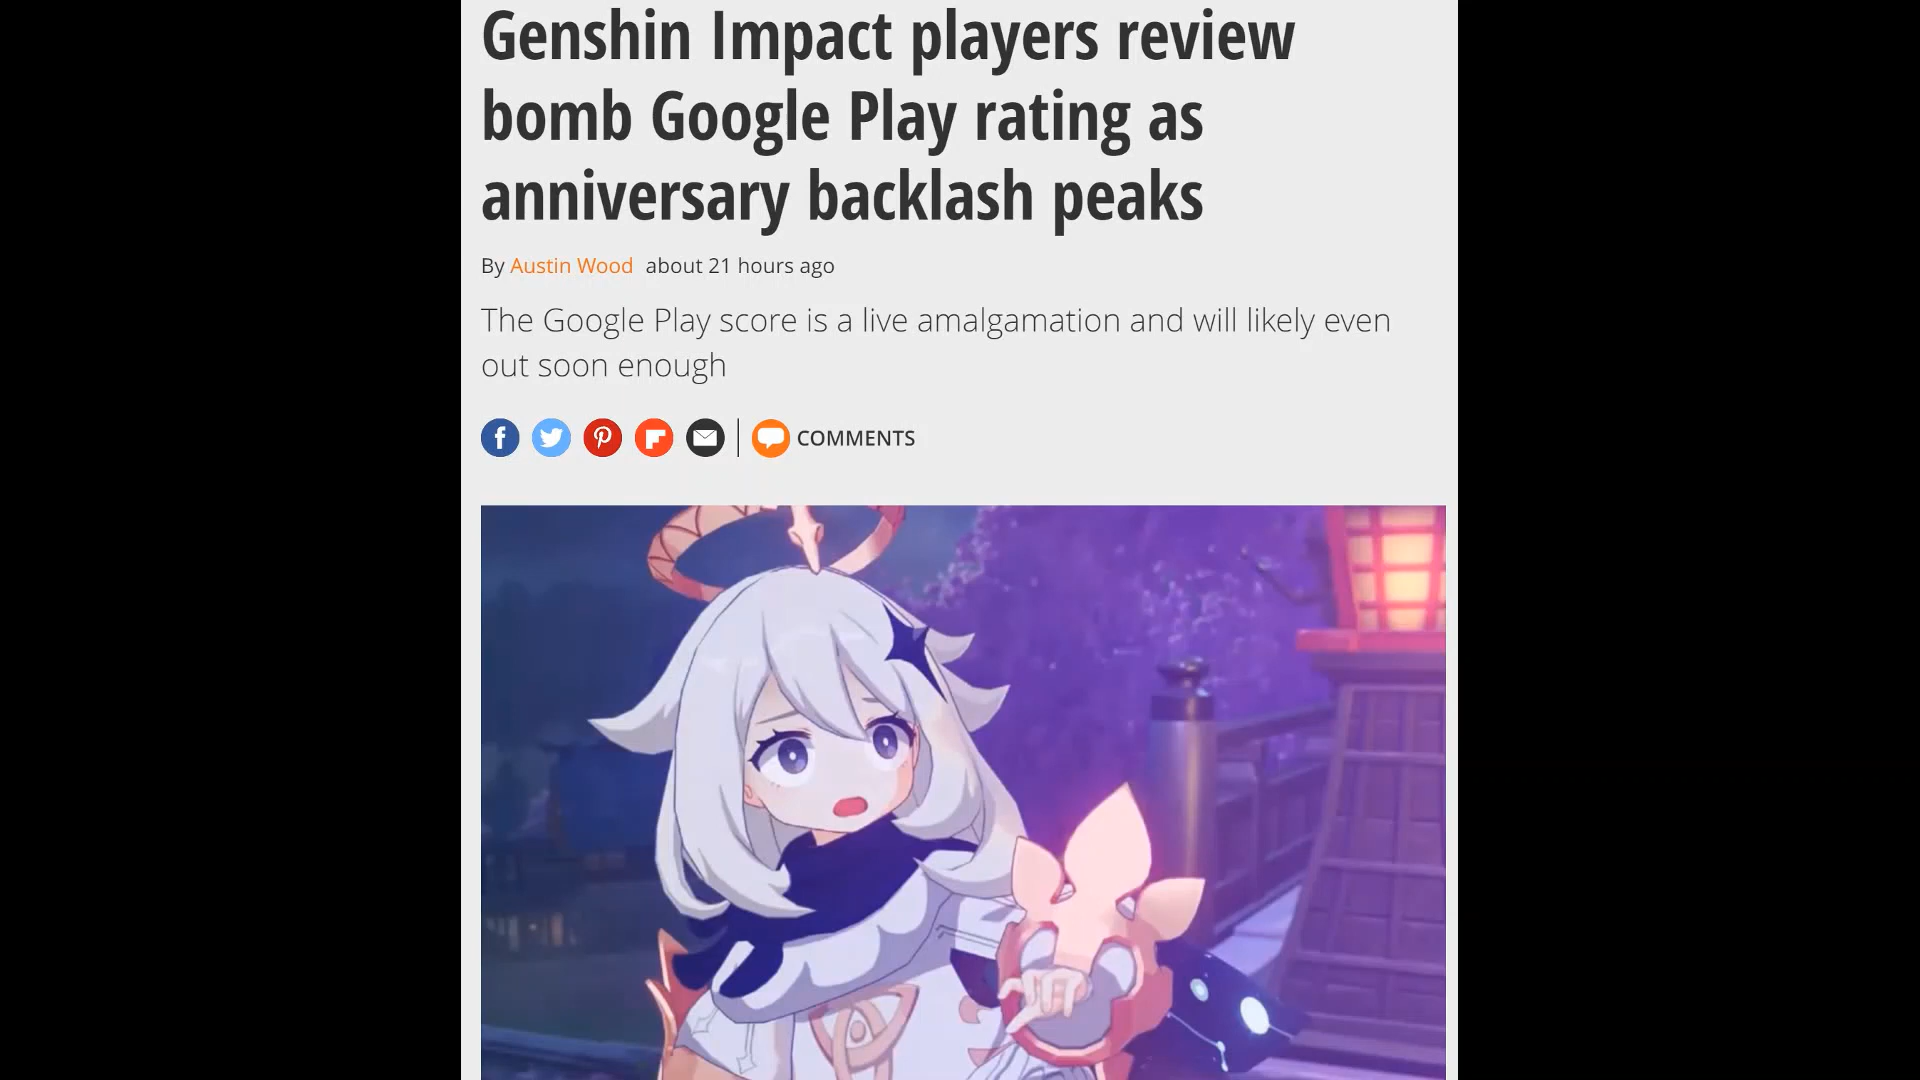 Genshin Impact players review
bomb Google Play rating as
anniversary backlash peaks
By Austin Wood about 21 hours ago
The Google Play score is a live amalgamation and will likely even
out soon enough
COMMENTS